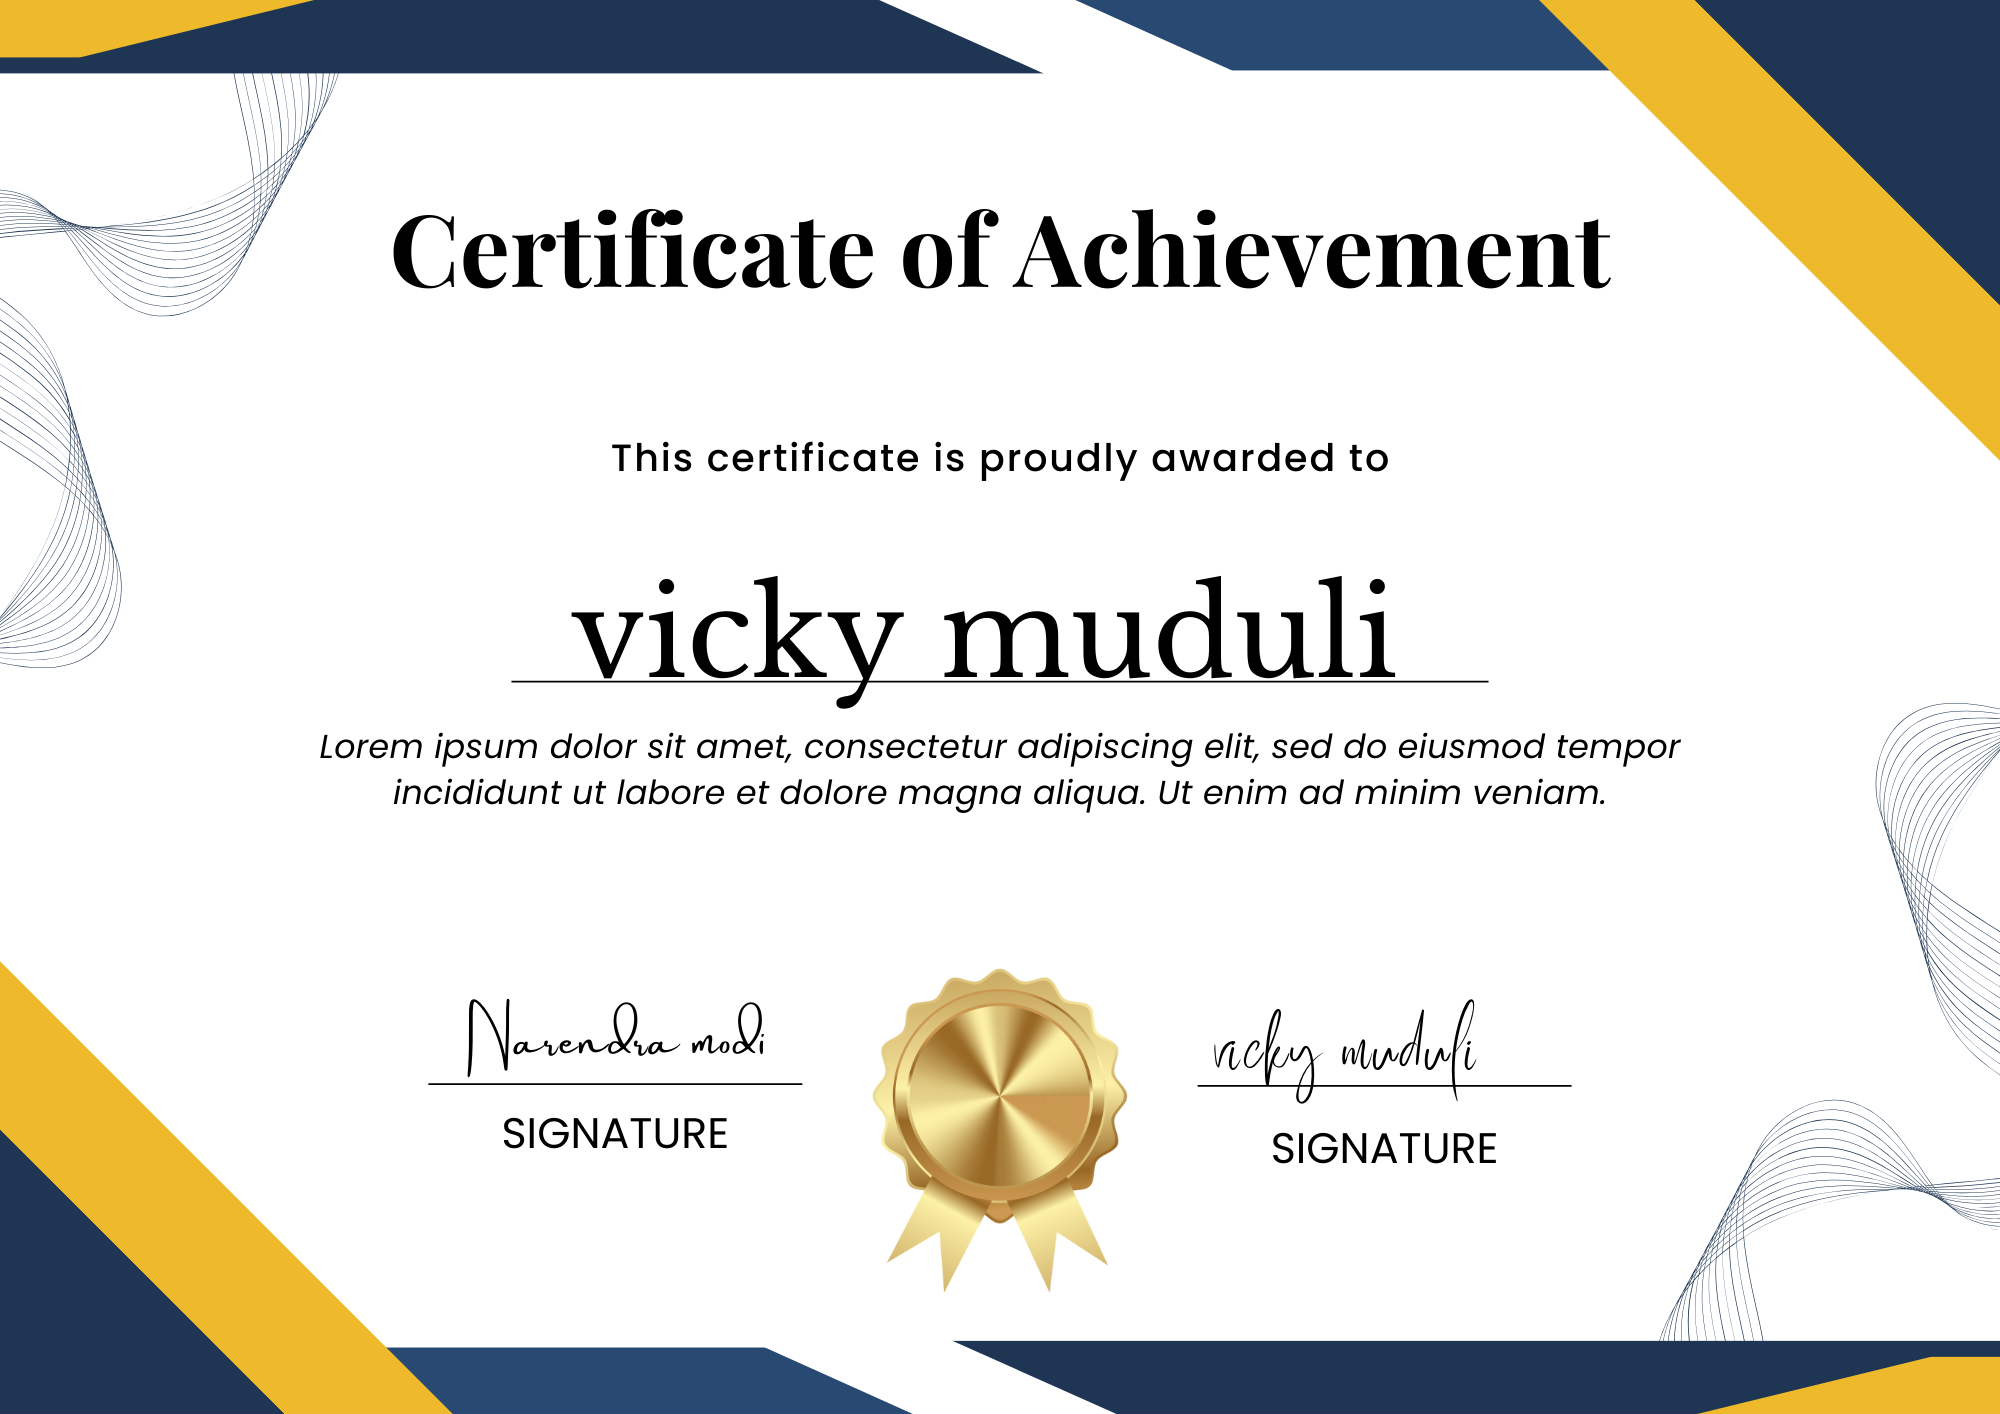 Certificate of Achievement
This certificate is proudly awarded to
vicky muduli
Lorem ipsum dolor sit amet, consectetur adipiscing elit, sed do eiusmod tempor
incididunt ut labore et dolore magna aliqua. Ut enim ad minim veniam.
Narendra modi
SIGNATURE
vicky muduli
SIGNATURE